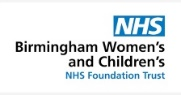 NHS
Birmingham Women's
and Children's
NHS Foundation Trust